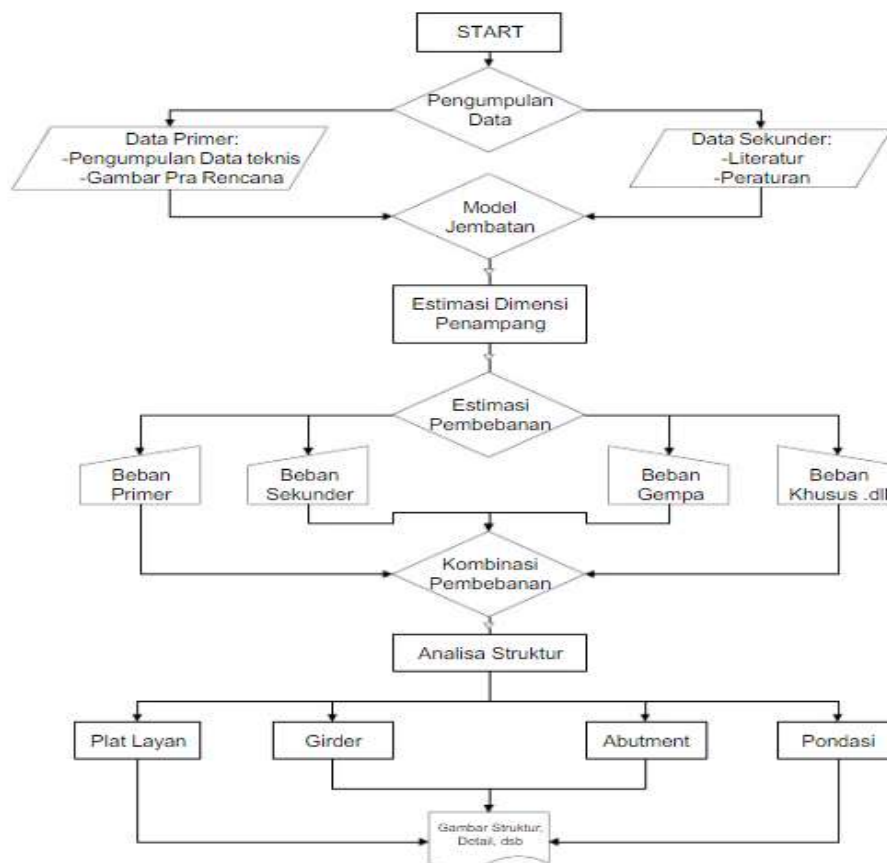 START
Pengumpulan
Data
Data Primer:
-Pengumpulan Data teknis
-Gambar Pra Rencana
Data Sekunder:
-Literatur
-Peraturan
Model
Jembatan
Estimasi Dimensi
Penampang
Estimasi
Pembebanan
Beban
Primer
Beban
Sekunder
Beban
Gempa
Beban
Khusus .dll
Kombinasi
Pembebanan
Analisa Struktur
Plat Layan
Girder
Abutment
Pondasi
Gambar Struktur,
Detail, dsb